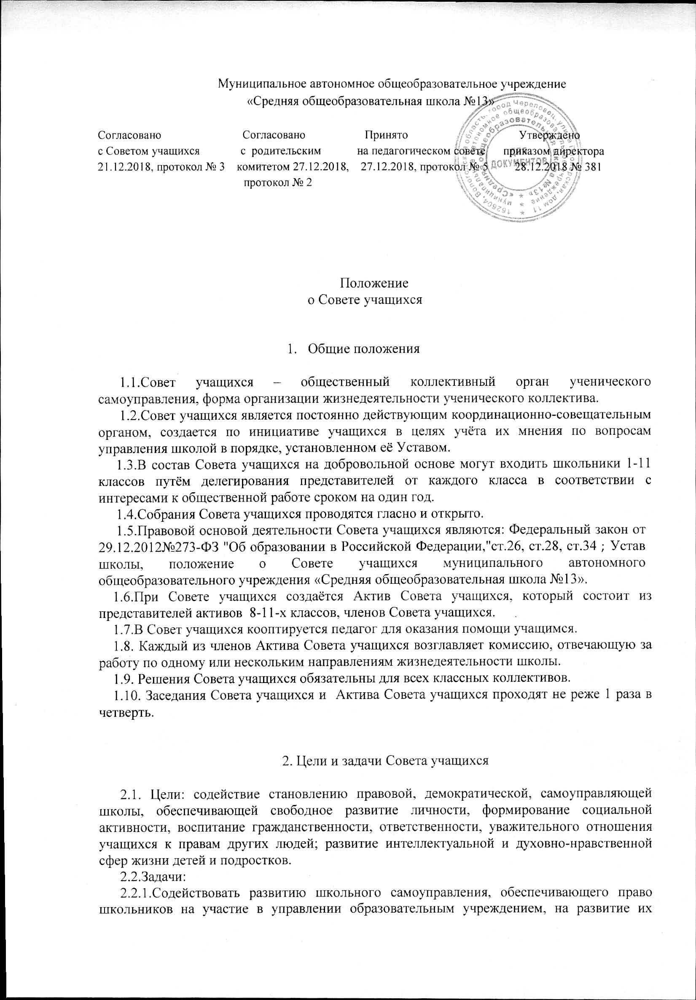 Муниципальное автономное общеобразовательное учреждение
«Средняя общеобразовательная школа №13»
Согласовано Согласовано Принято Утверждено
с Советом учащихся с родительским на педагогическом совете приказом директора
21.12.2018, протокол № 3 комитетом 27.12.2018, 27.12.2018, протокол № 5 28.12.2018 № 381
протокол № 2
162604, Вологодская область, город Череповец, улица Пионерская, дом 11 *
муниципальное автономное общеобразовательное учреждение *
«Средняя общеобразовательная школа №13» *
ДЛЯ
ДОКУМЕНТОВ
Положение
о Совете учащихся
1. Общие положения
1.1.Совет учащихся – общественный коллективный орган ученического
самоуправления, форма организации жизнедеятельности ученического коллектива.
1.2.Совет учащихся является постоянно действующим координационно-совещательным
органом, создается по инициативе учащихся в целях учёта их мнения по вопросам
управления школой в порядке, установленном её Уставом.
1.3.В состав Совета учащихся на добровольной основе могут входить школьники 1-11
классов путём делегирования представителей от каждого класса в соответствии с
интересами к общественной работе сроком на один год.
1.4.Собрания Совета учащихся проводятся гласно и открыто.
1.5.Правовой основой деятельности Совета учащихся являются: Федеральный закон от
29.12.2012№273-ФЗ "Об образовании в Российской Федерации,"ст.26, ст.28, ст.34 ; Устав
школы, положение о Совете учащихся муниципального автономного
общеобразовательного учреждения «Средняя общеобразовательная школа №13».
1.6.При Совете учащихся создаётся Актив Совета учащихся, который состоит из
представителей активов 8-11-х классов, членов Совета учащихся.
1.7.В Совет учащихся кооптируется педагог для оказания помощи учащимся.
1.8. Каждый из членов Актива Совета учащихся возглавляет комиссию, отвечающую за
работу по одному или нескольким направлениям жизнедеятельности школы.
1.9. Решения Совета учащихся обязательны для всех классных коллективов.
1.10. Заседания Совета учащихся и Актива Совета учащихся проходят не реже 1 раза в
четверть.
2. Цели и задачи Совета учащихся
2.1. Цели: содействие становлению правовой, демократической, самоуправляющей
школы, обеспечивающей свободное развитие личности, формирование социальной
активности, воспитание гражданственности, ответственности, уважительного отношения
учащихся к правам других людей; развитие интеллектуальной и духовно-нравственной
сфер жизни детей и подростков.
2.2.Задачи:
2.2.1.Содействовать развитию школьного самоуправления, обеспечивающего право
школьников на участие в управлении образовательным учреждением, на развитие их